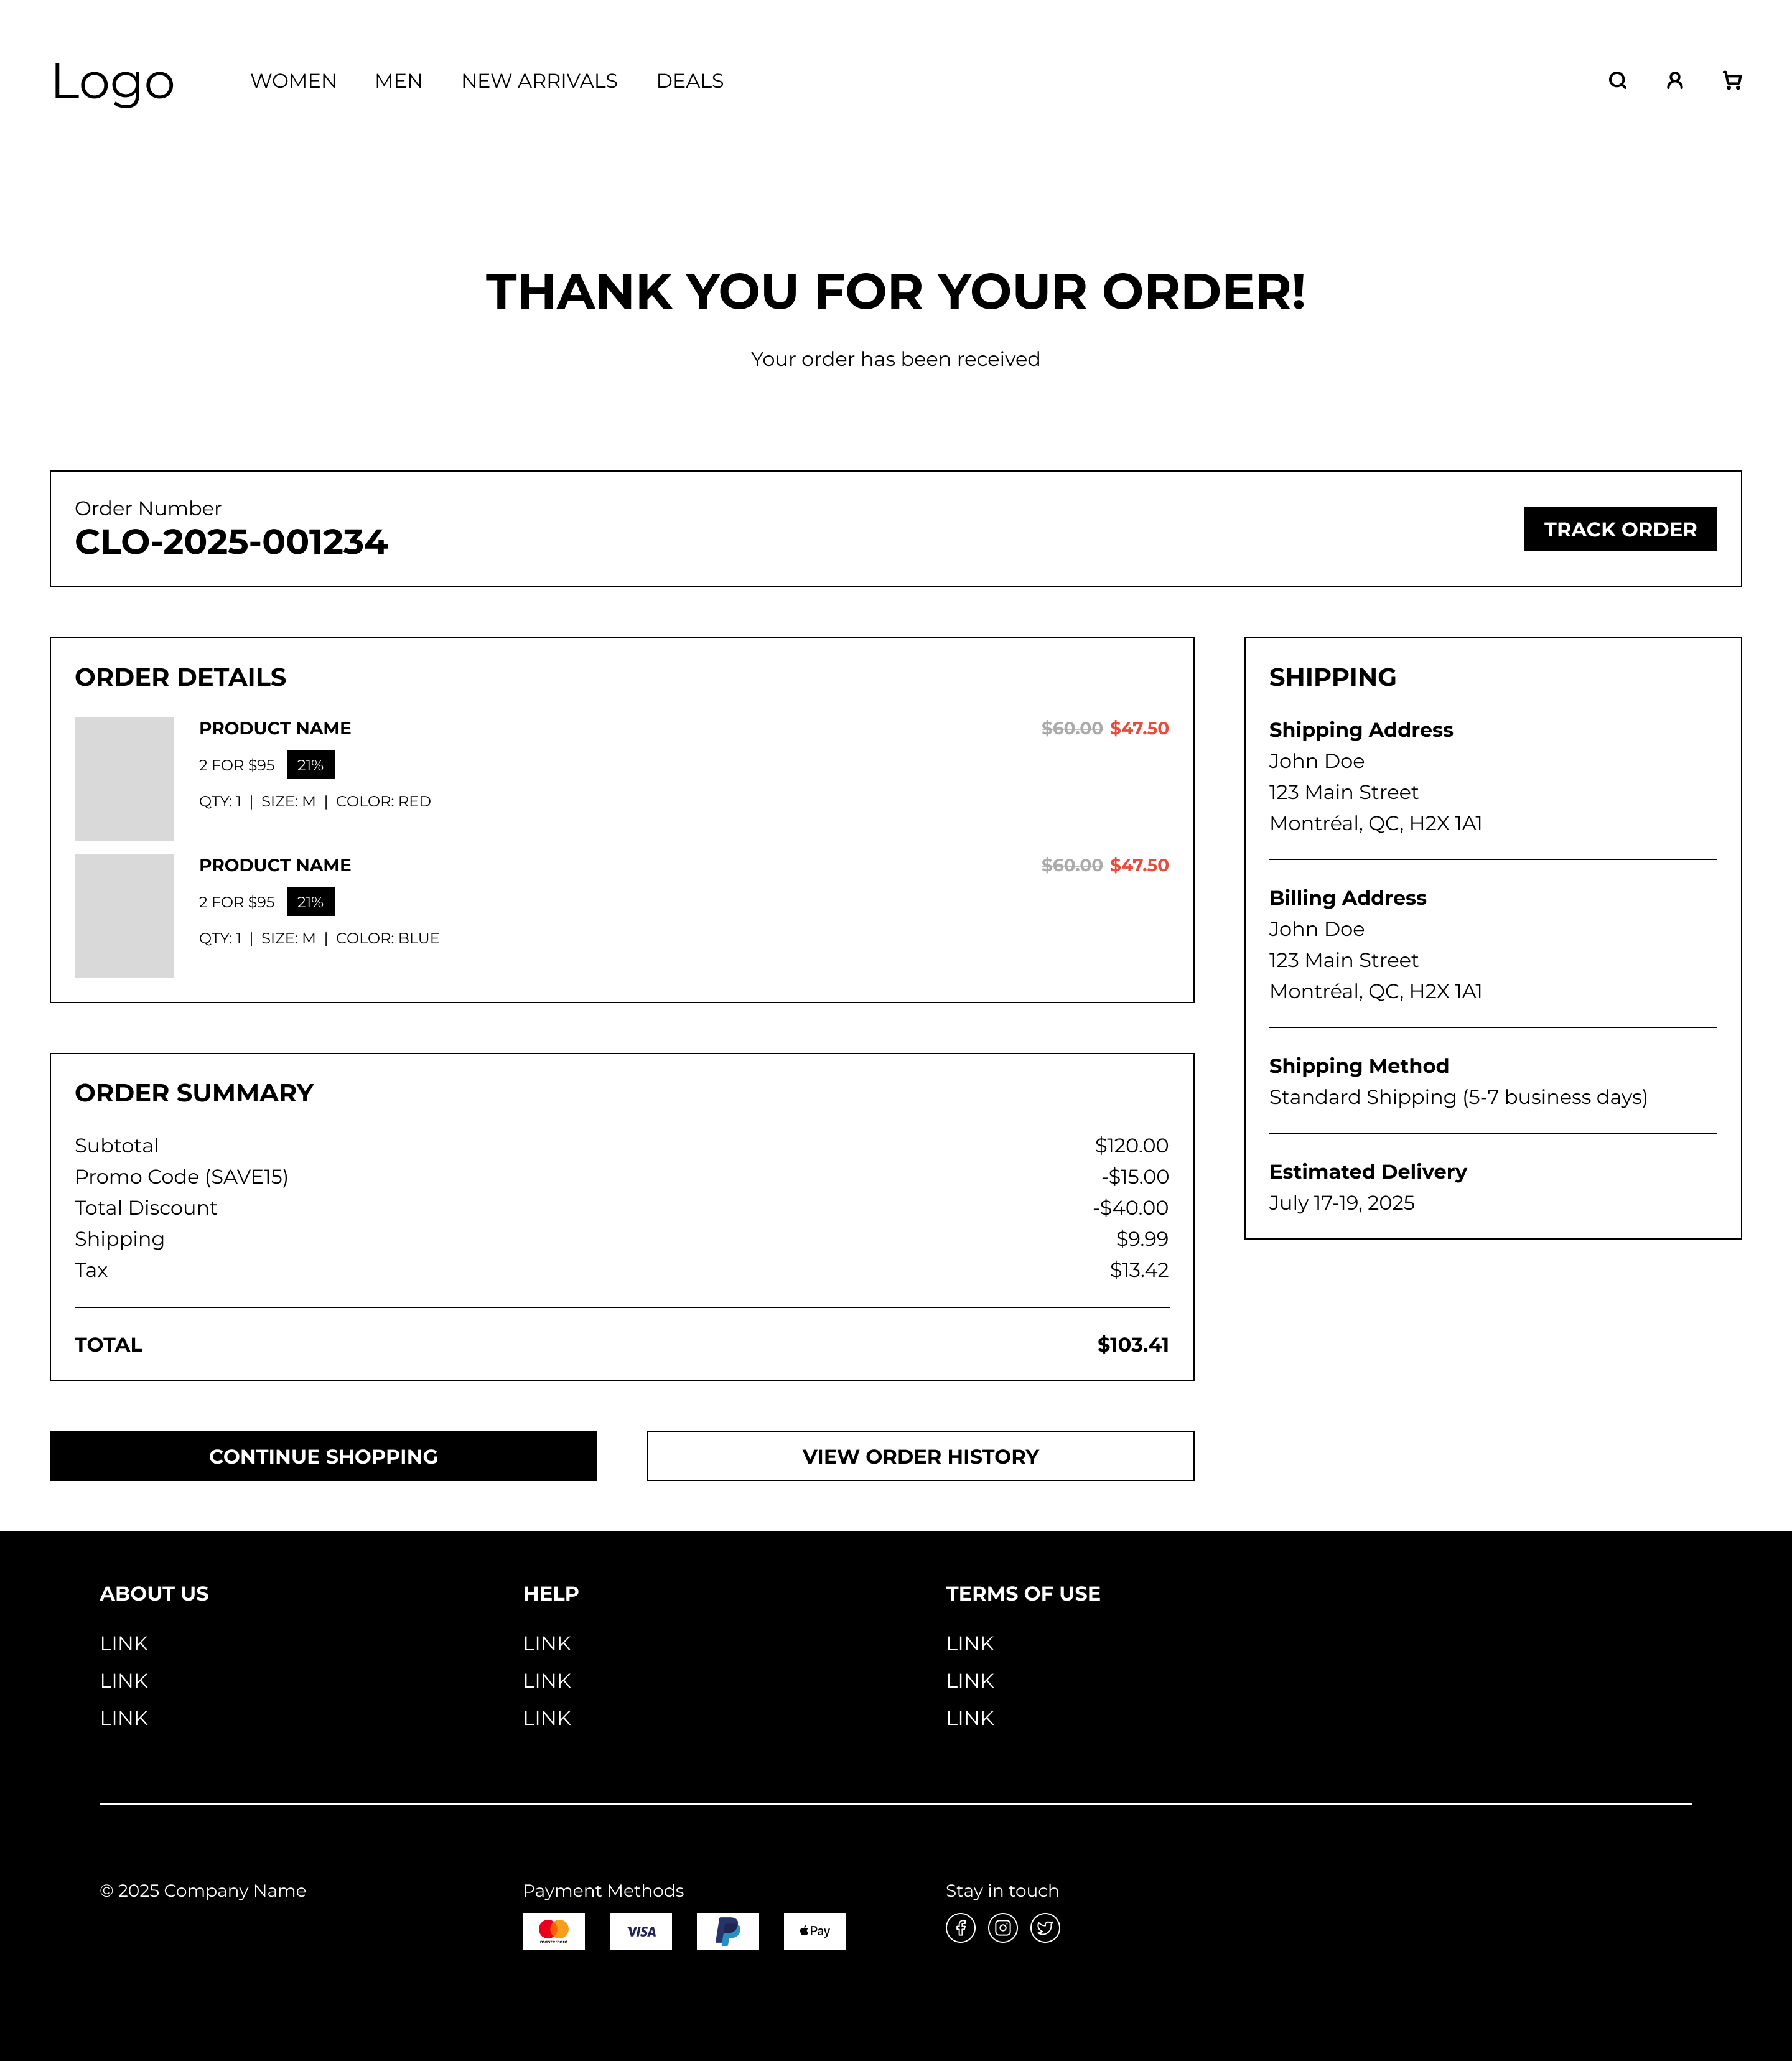 Logo
WOMEN MEN NEW ARRIVALS DEALS
THANK YOU FOR YOUR ORDER!
Your order has been received
Order Number
CLO-2025-001234
TRACK ORDER
ORDER DETAILS
PRODUCT NAME $60.00 $47.50
2 FOR $95 21%
QTY: 1 | SIZE: M | COLOR: RED
PRODUCT NAME $60.00 $47.50
2 FOR $95 21%
QTY: 1 | SIZE: M | COLOR: BLUE
ORDER SUMMARY
Subtotal $120.00
Promo Code (SAVE15) -$15.00
Total Discount -$40.00
Shipping $9.99
Tax $13.42
TOTAL $103.41
SHIPPING
Shipping Address
John Doe
123 Main Street
Montréal, QC, H2X 1A1
Billing Address
John Doe
123 Main Street
Montréal, QC, H2X 1A1
Shipping Method
Standard Shipping (5-7 business days)
Estimated Delivery
July 17-19, 2025
CONTINUE SHOPPING
VIEW ORDER HISTORY
ABOUT US
LINK
LINK
LINK
HELP
LINK
LINK
LINK
TERMS OF USE
LINK
LINK
LINK
© 2025 Company Name
Payment Methods
mastercard
VISA
Pay
Stay in touch